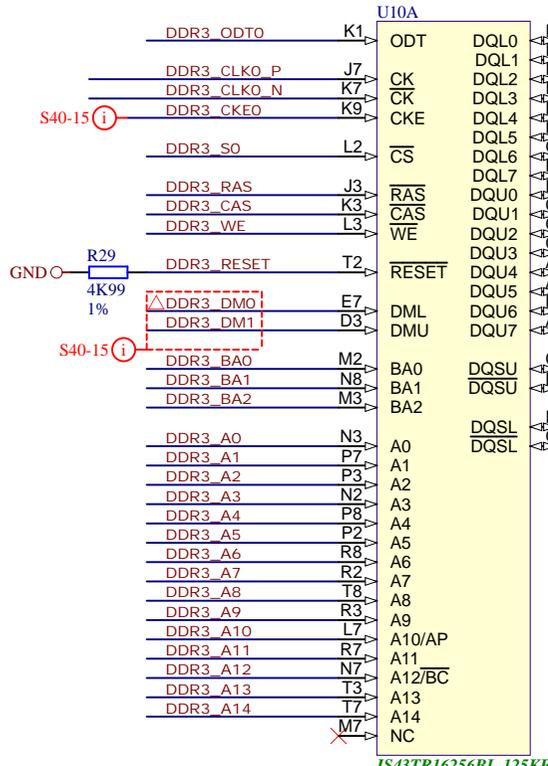 U10A
DDR3_ODT0 K1 ODT DQL0
DQL1
DDR3_CLK0_P J7 CK DQL2
DDR3_CLK0_N K7 CK DQL3
S40-15 i DDR3_CKE0 K9 CKE DQL4
DQL5
DDR3_S0 L2 CS DQL6
DQL7
DDR3_RAS J3 RAS DQU0
DDR3_CAS K3 CAS DQU1
DDR3_WE L3 WE DQU2
DQU3
R29
GND DDR3_RESET T2 RESET DQU4
4K99
DQU5
1%
DDR3_DM0 E7 DML DQU6
DDR3_DM1 D3 DMU DQU7
S40-15 i
DDR3_BA0 M2 BA0 DQSU
DDR3_BA1 N8 BA1 DQSU
DDR3_BA2 M3 BA2
DQSL
DDR3_A0 N3 A0 DQSL
DDR3_A1 P7 A1
DDR3_A2 P3 A2
DDR3_A3 N2 A3
DDR3_A4 P8 A4
DDR3_A5 P2 A5
DDR3_A6 R8 A6
DDR3_A7 R2 A7
DDR3_A8 T8 A8
DDR3_A9 R3 A9
DDR3_A10 L7 A10/AP
DDR3_A11 R7 A11
DDR3_A12 N7 A12/BC
DDR3_A13 T3 A13
DDR3_A14 T7 A14
M7 NC